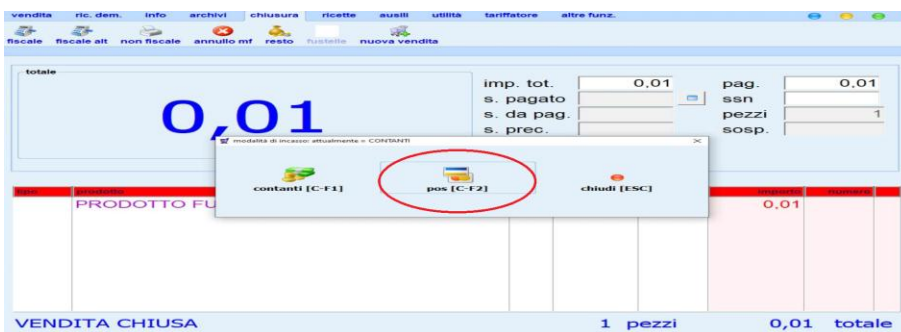 vendita ric. dem. info archivi chiusura ricette ausili utilità tariffatore altre funz.
fiscale fiscale alt non fiscale annullo mf resto fustelle nuova vendita
totale
0,01
imp. tot. 0,01 pag. 0,01
s. pagato ssn
s. da pag. pezzi 1
s. prec. sosp.
modalità di incasso: attualmente = CONTANTI
contanti [C-F1] pos [C-F2] chiudi [ESC]
tipo prodotto importo numero
PRODOTTO FU 0,01
VENDITA CHIUSA 1 pezzi 0,01 totale